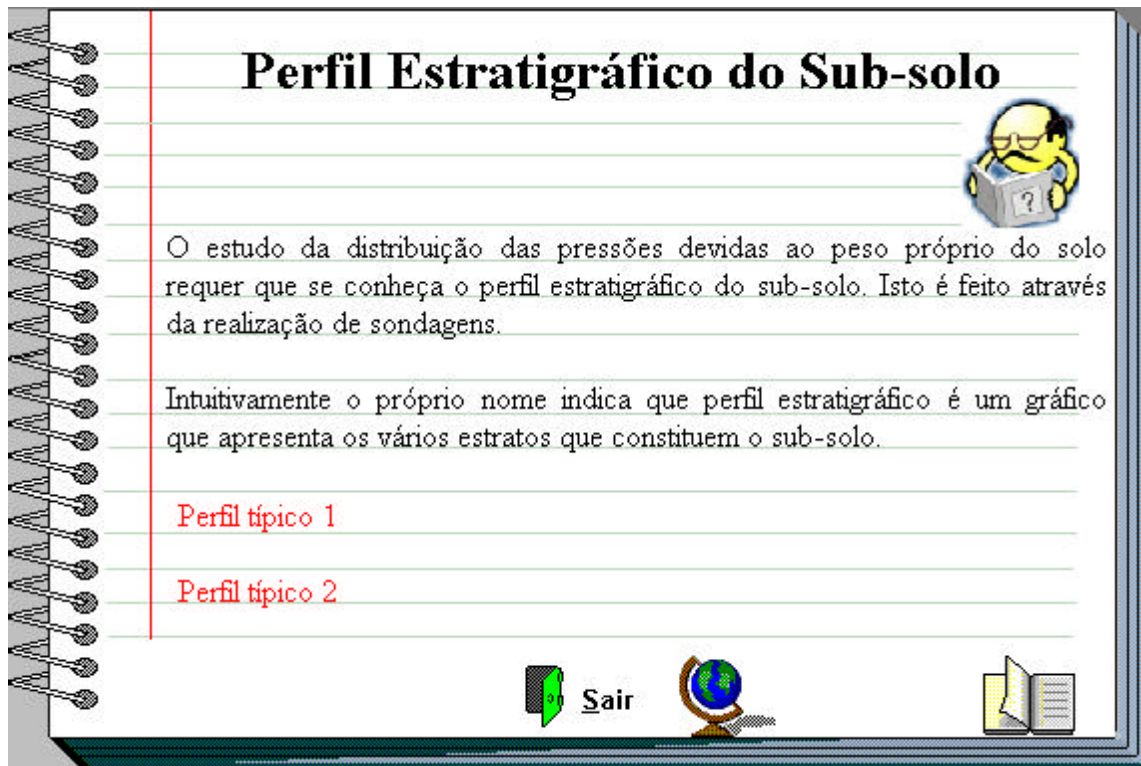 Perfil Estratigráfico do Sub-solo
?
O estudo da distribuição das pressões devidas ao peso próprio do solo
requer que se conheça o perfil estratigráfico do sub-solo. Isto é feito através
da realização de sondagens.
Intuitivamente o próprio nome indica que perfil estratigráfico é um gráfico
que apresenta os vários estratos que constituem o sub-solo.
Perfil típico 1
Perfil típico 2
Sair